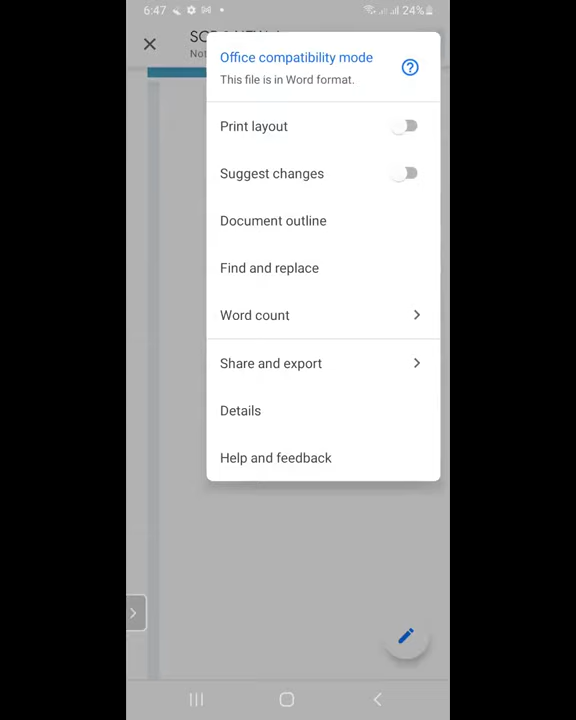 6:47 24%
Office compatibility mode
This file is in Word format.
Print layout
Suggest changes
Document outline
Find and replace
Word count
Share and export
Details
Help and feedback